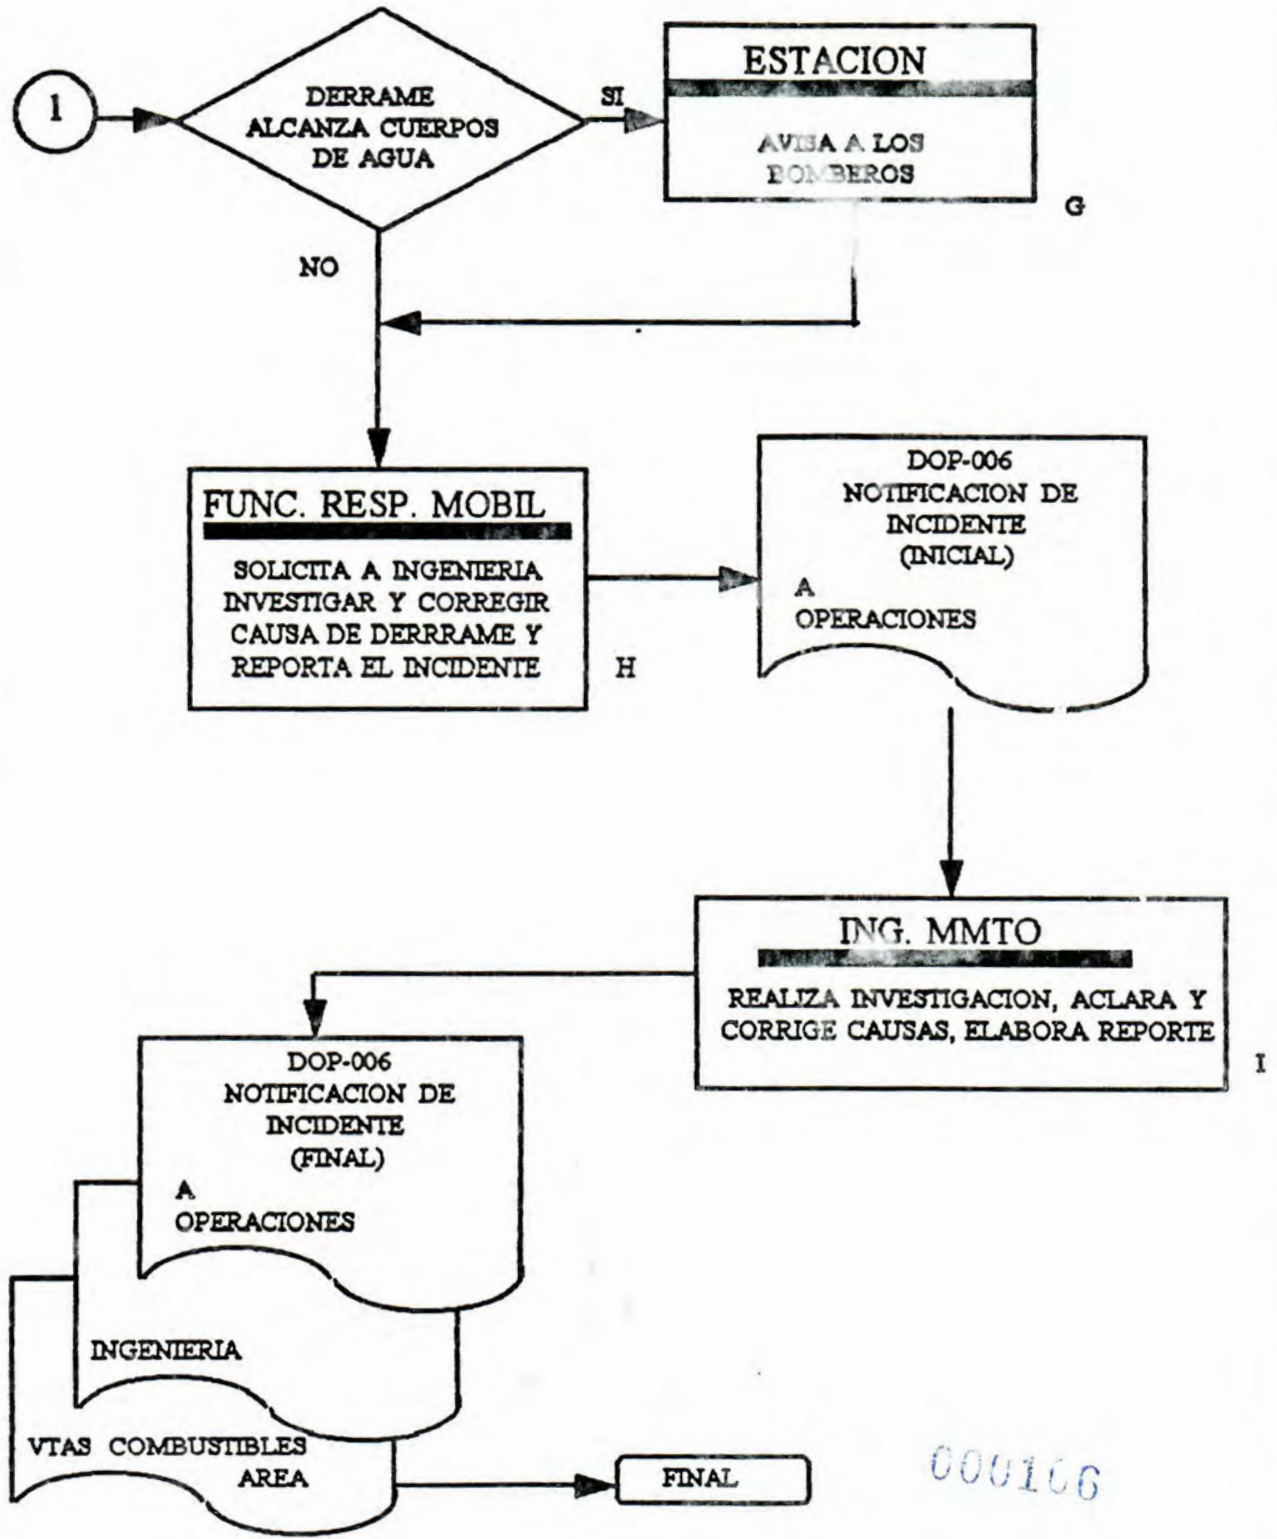 1
DERRAME
ALCANZA CUERPOS
DE AGUA
SI
NO
ESTACION
AVISA A LOS
BOMBEROS
G
FUNC. RESP. MOBIL
SOLICITA A INGENIERIA
INVESTIGAR Y CORREGIR
CAUSA DE DERRRAME Y
REPORTA EL INCIDENTE
H
DOP-006
NOTIFICACION DE
INCIDENTE
(INICIAL)
A
OPERACIONES
ING. MMTO
REALIZA INVESTIGACION, ACLARA Y
CORRIGE CAUSAS, ELABORA REPORTE
I
DOP-006
NOTIFICACION DE
INCIDENTE
(FINAL)
A
OPERACIONES
INGENIERIA
VTAS COMBUSTIBLES
AREA
FINAL
000166